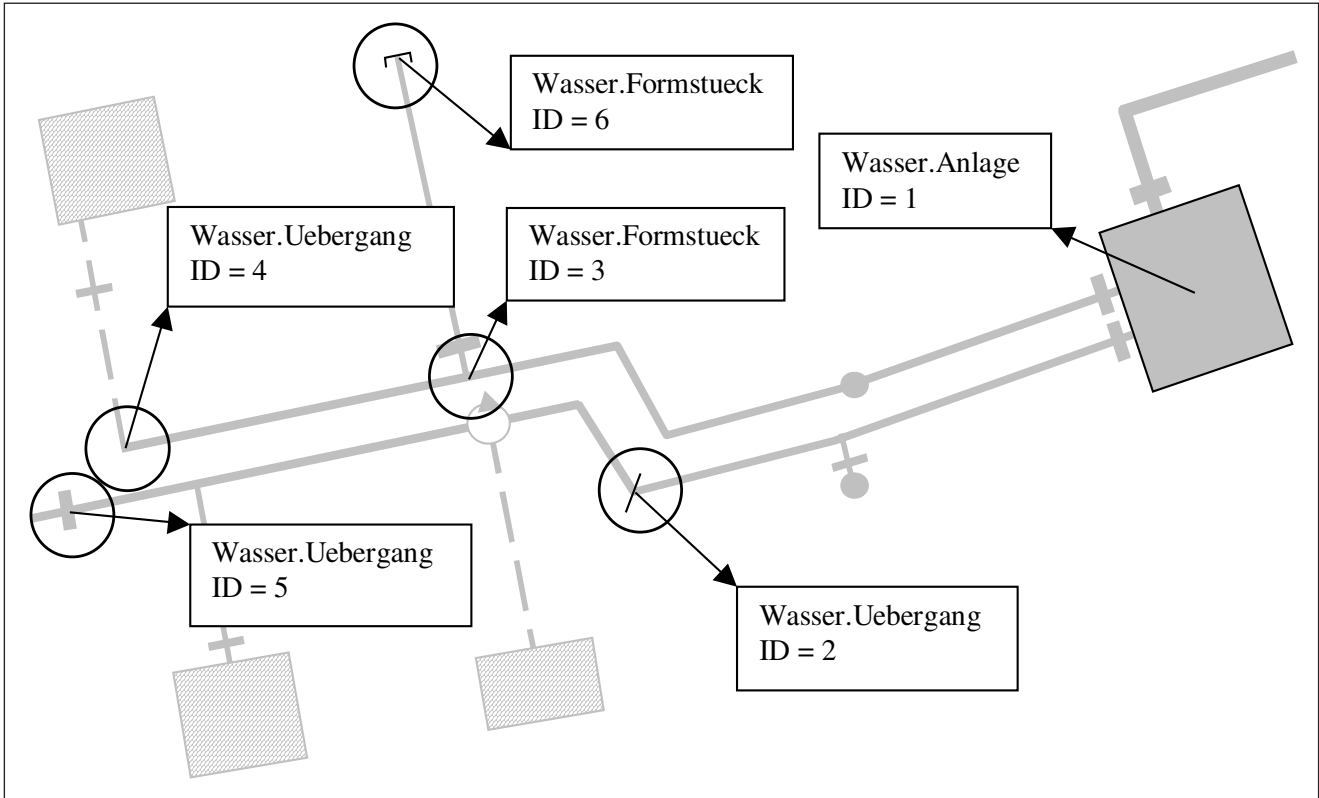 Wasser.Formstueck
ID = 6
Wasser.Anlage
ID = 1
Wasser.Uebergang
ID = 4
Wasser.Formstueck
ID = 3
Wasser.Uebergang
ID = 5
Wasser.Uebergang
ID = 2